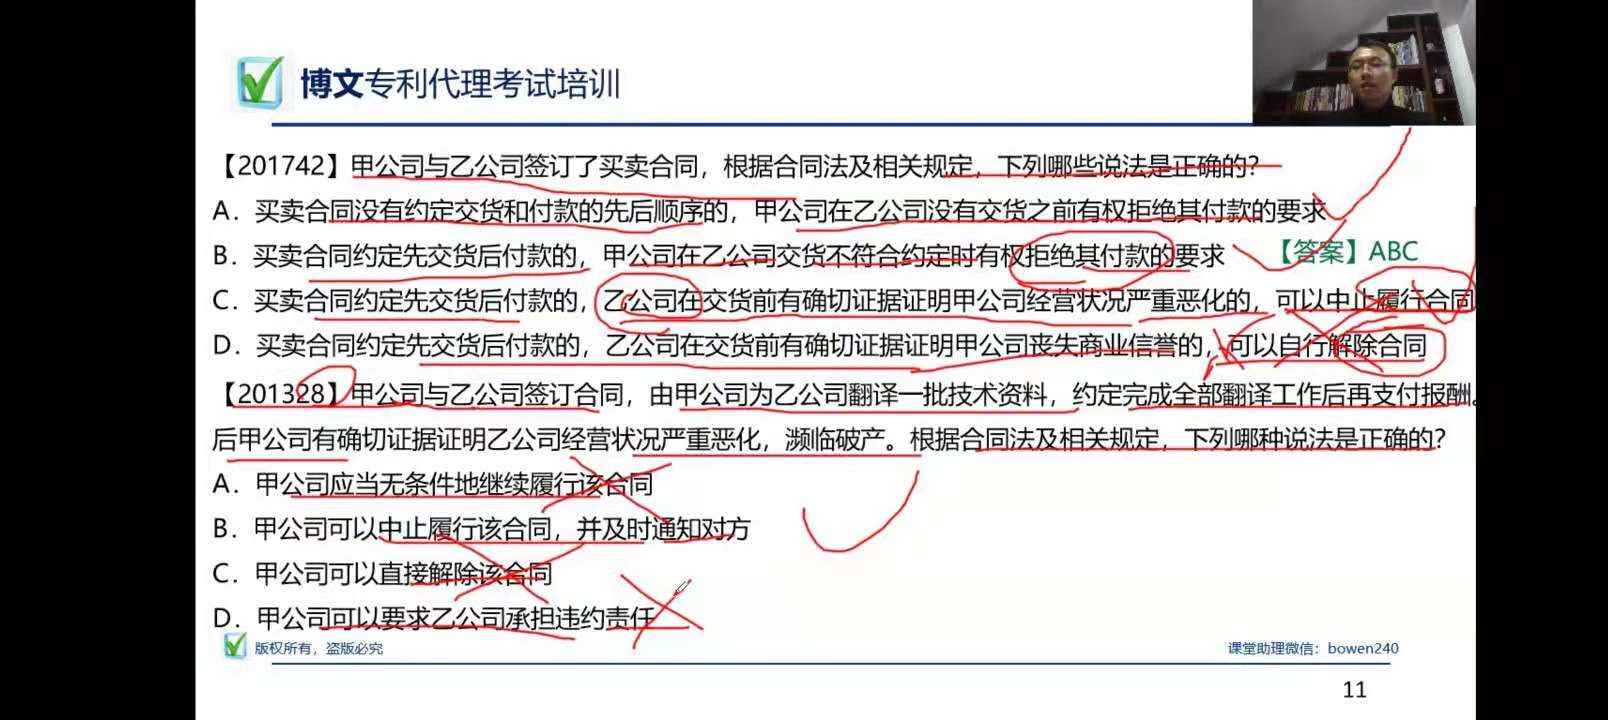 博文专利代理考试培训
【201742】甲公司与乙公司签订了买卖合同，根据合同法及相关规定，下列哪些说法是正确的？
A．买卖合同没有约定交货和付款的先后顺序的，甲公司在乙公司没有交货之前有权拒绝其付款的要求
B．买卖合同约定先交货后付款的，甲公司在乙公司交货不符合约定时有权拒绝其付款的要求 【答案】ABC
C．买卖合同约定先交货后付款的，乙公司在交货前有确切证据证明甲公司经营状况严重恶化的，可以中止履行合同
D．买卖合同约定先交货后付款的，乙公司在交货前有确切证据证明甲公司丧失商业信誉的，可以自行解除合同
【201328】甲公司与乙公司签订合同，由甲公司为乙公司翻译一批技术资料，约定完成全部翻译工作后再支付报酬。
后甲公司有确切证据证明乙公司经营状况严重恶化，濒临破产。根据合同法及相关规定，下列哪种说法是正确的？
A．甲公司应当无条件地继续履行该合同
B．甲公司可以中止履行该合同，并及时通知对方
C．甲公司可以直接解除该合同
D．甲公司可以要求乙公司承担违约责任
版权所有，盗版必究 课堂助理微信：bowen240
11